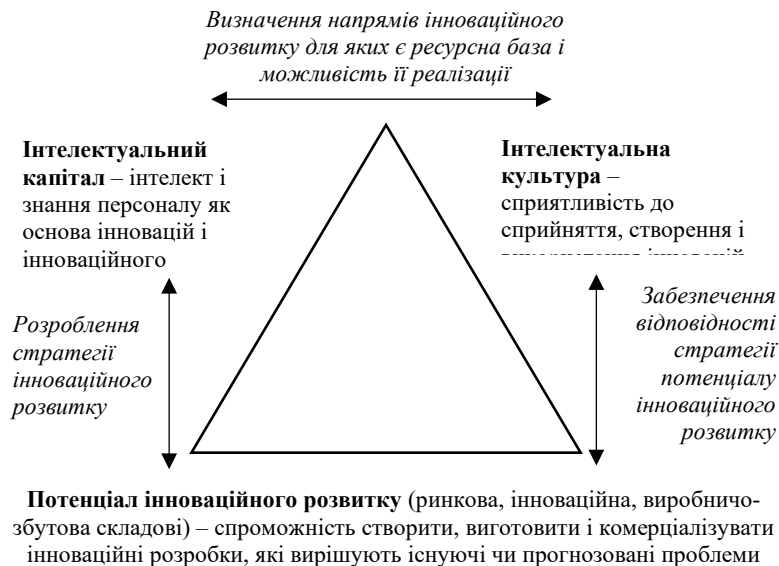 Визначення напрямів інноваційного
розвитку для яких є ресурсна база і
можливість її реалізації
Інтелектуальний
капітал – інтелект і
знання персоналу як
основа інновацій і
інноваційного
Інтелектуальна
культура –
сприятливість до
сприйняття, створення і
Розроблення
стратегії
інноваційного
розвитку
Забезпечення
відповідності
стратегії
потенціалу
інноваційного
розвитку
Потенціал інноваційного розвитку (ринкова, інноваційна, виробничо-
збутова складові) – спроможність створити, виготовити і комерціалізувати
інноваційні розробки, які вирішують існуючі чи прогнозовані проблеми